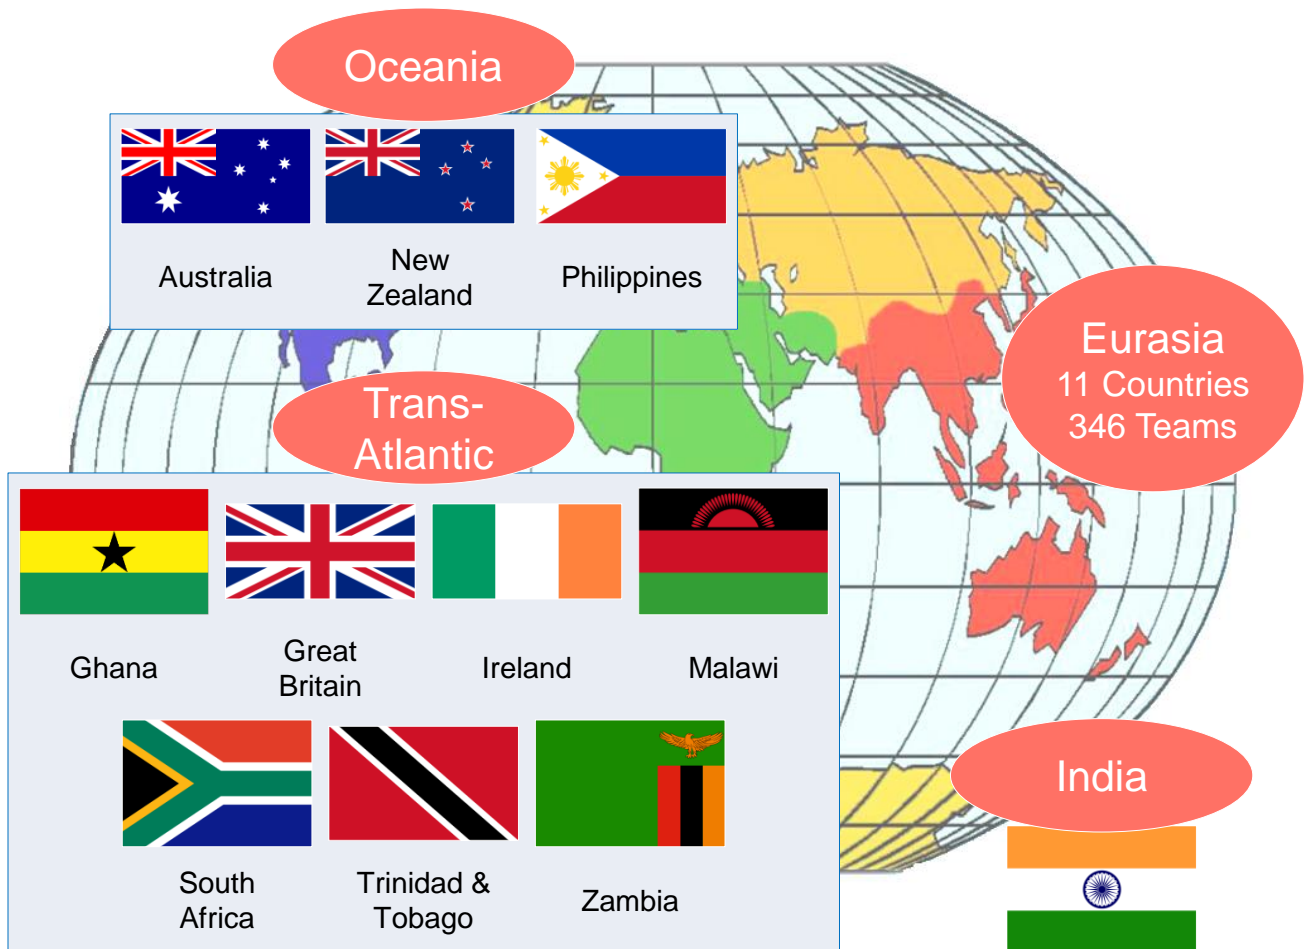 Oceania
Australia
New
Zealand
Philippines
Eurasia
11 Countries
346 Teams
Trans-
Atlantic
Ghana
Great
Britain
Ireland
Malawi
South
Africa
Trinidad &
Tobago
Zambia
India